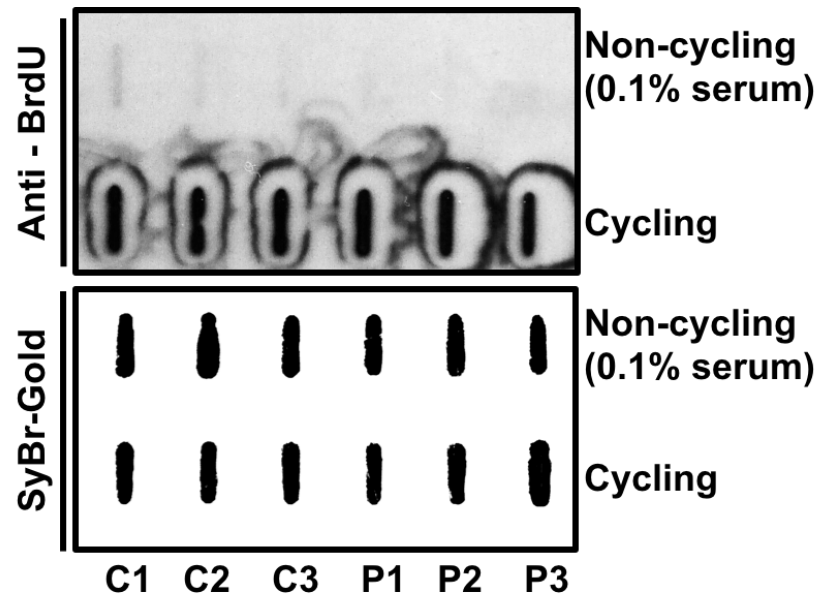 Anti - BrdU
Non-cycling
(0.1% serum)
Cycling
SyBr-Gold
Non-cycling
(0.1% serum)
Cycling
C1 C2 C3 P1 P2 P3